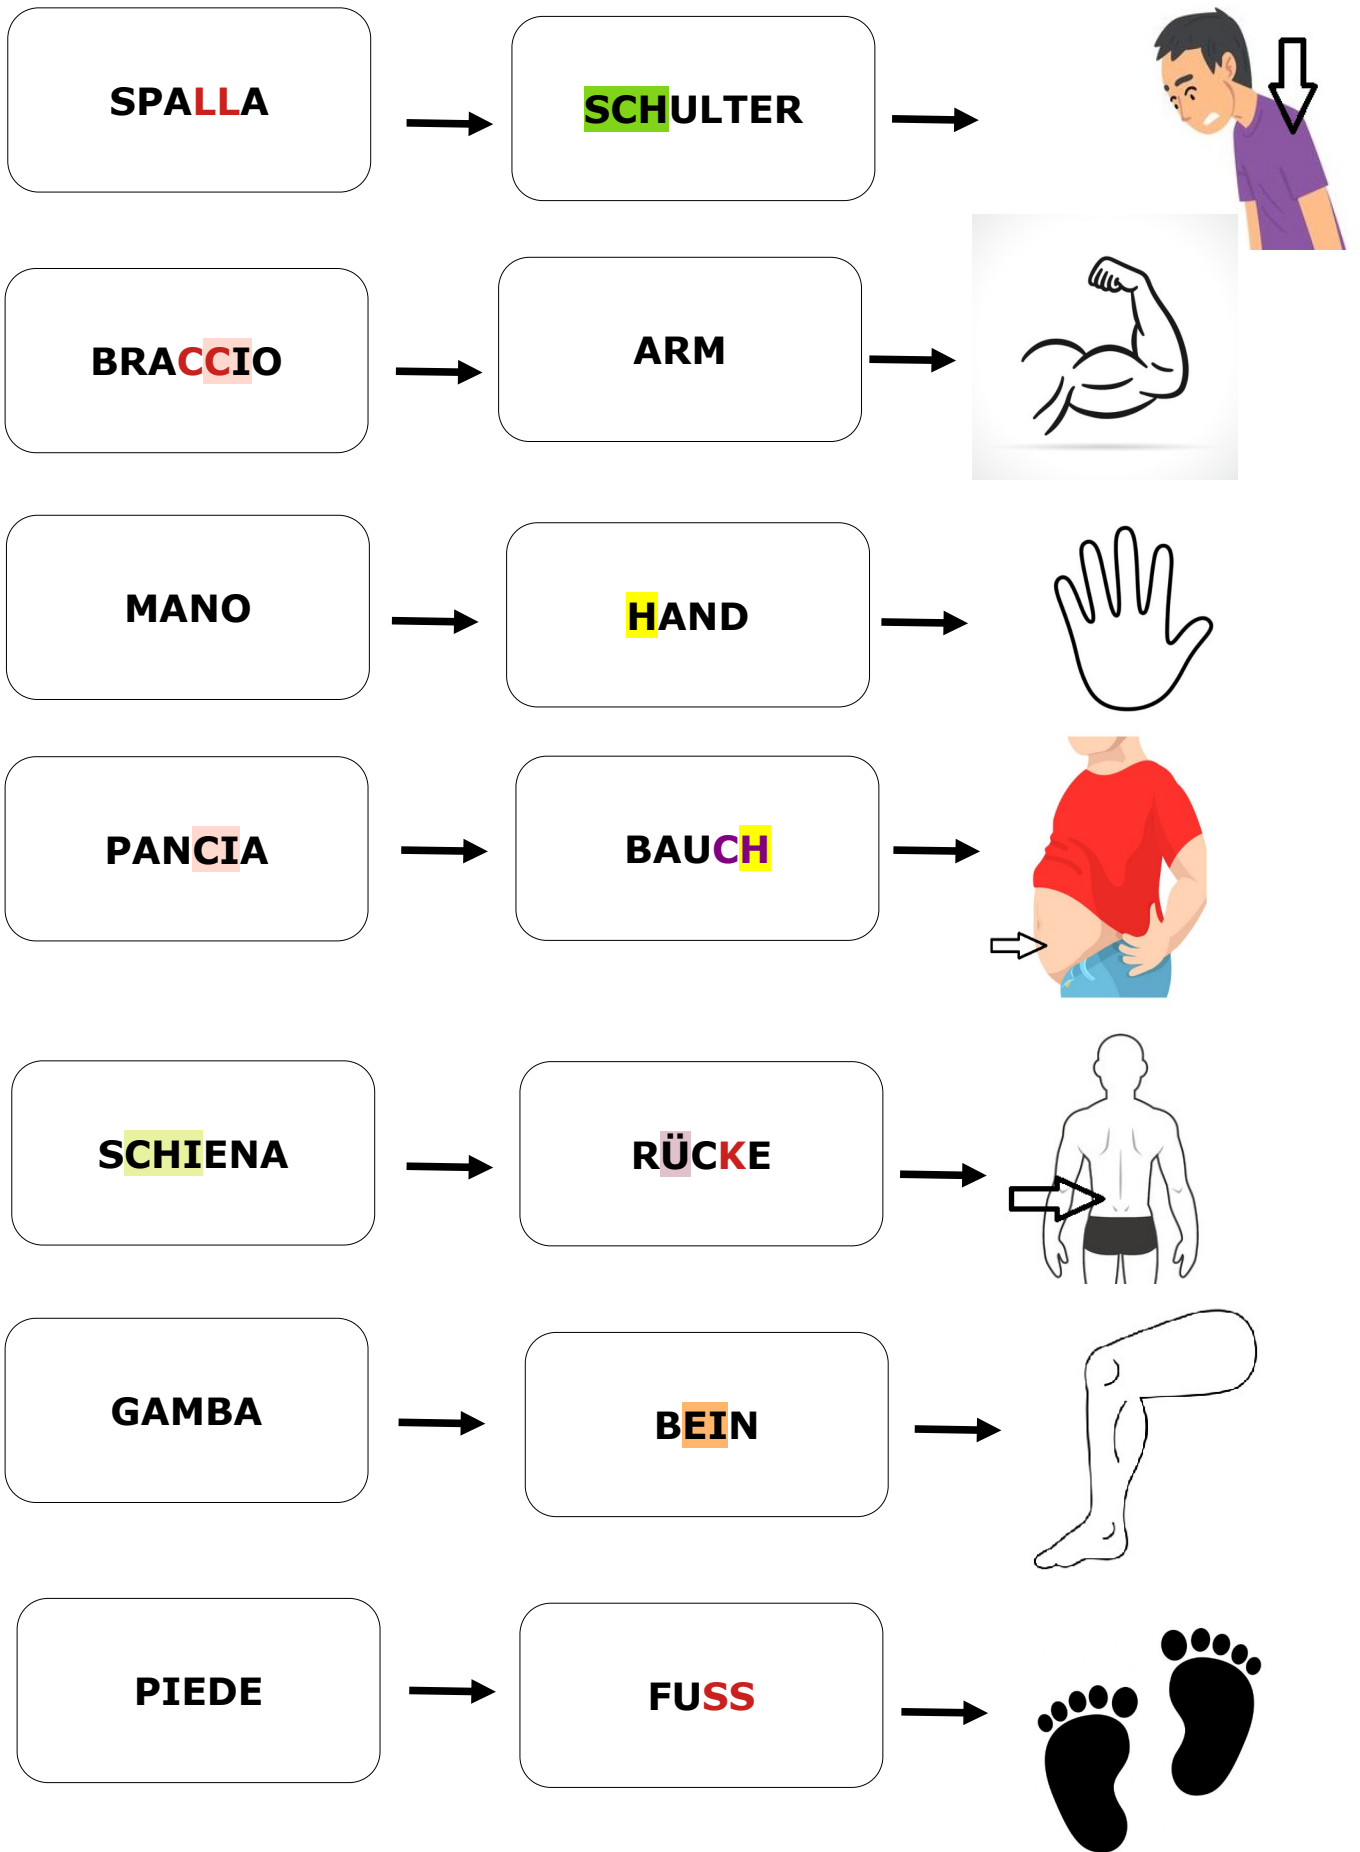 SPALLA
SCHULTER
BRACCIO
ARM
MANO
HAND
PANCIA
BAUCH
SCHIENA
RÜCKE
GAMBA
BEIN
PIEDE
FUSS